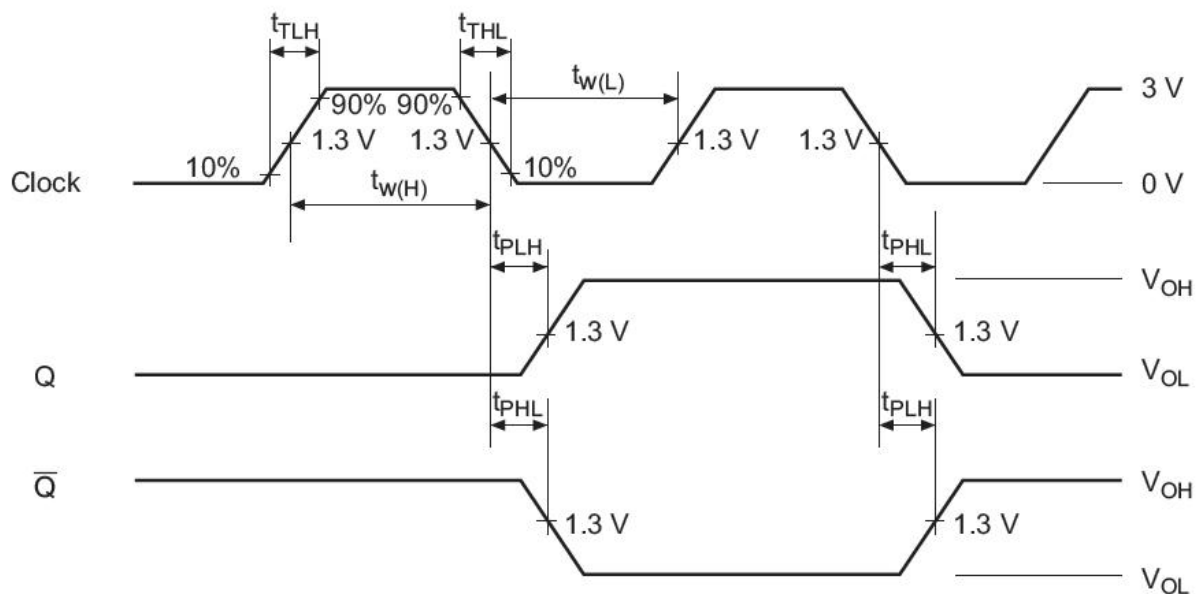 tTLH tTHL
tw(L)
3 V
90% 90%
1.3 V 1.3 V 1.3 V 1.3 V
10% 10%
Clock 0 V
tw(H)
tPLH tPHL
VOH
1.3 V 1.3 V
Q VOL
tPHL tPLH
Q̅ VOH
1.3 V 1.3 V
VOL